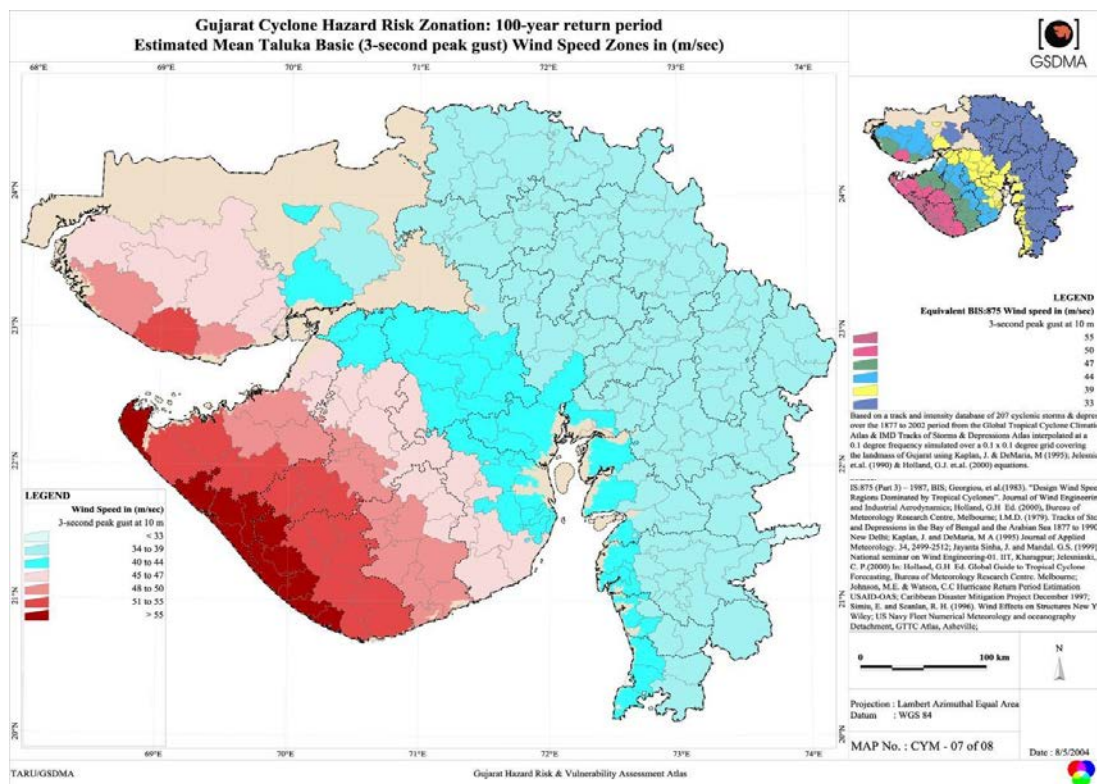 Gujarat Cyclone Hazard Risk Zonation: 100-year return period
Estimated Mean Taluka Basic (3-second peak gust) Wind Speed Zones in (m/sec)
GSDMA
68°E 69°E 70°E 71°E 72°E 73°E 74°E
24°N 24°N
23°N 23°N
22°N 22°N
21°N 21°N
20°N 20°N
69°E 70°E 71°E 72°E 73°E 74°E
LEGEND
Wind Speed in (m/sec)
3-second peak gust at 10 m
< 33
34 to 39
40 to 44
45 to 47
48 to 50
51 to 55
> 55
LEGEND
Equivalent BIS:875 Wind speed in (m/sec)
3-second peak gust at 10 m
55
50
47
44
39
33
Based on a track and intensity database of 207 cyclonic storms & depres
over the 1877 to 2002 period from the Global Tropical Cyclone Climatic
Atlas & IMD Tracks of Storms & Depressions Atlas interpolated at a
0.1 degree frequency simulated over a 0.1 x 0.1 degree grid covering
the landmass of Gujarat using Kaplan, J. & DeMaria, M (1995); Jelesnia
et.al. (1990) & Holland, G.J. et.al. (2000) equations.
IS:875 (Part 3) – 1987, BIS; Georgiou, et.al.(1983). "Design Wind Spee
Regions Dominated by Tropical Cyclones". Journal of Wind Engineerin
and Industrial Aerodynamics; Holland, G.H Ed. (2000), Bureau of
Meteorology Research Centre, Melbourne; I.M.D. (1979). Tracks of Sto
and Depressions in the Bay of Bengal and the Arabian Sea 1877 to 1990
New Delhi; Kaplan, J. and DeMaria, M A (1995) Journal of Applied
Meteorology. 34, 2499-2512; Jayanta Sinha, J. and Mandal. G.S. (1999)
National seminar on Wind Engineering-01. IIT, Kharagpur; Jelesniaski,
C. P.(2000) In: Holland, G.H Ed. Global Guide to Tropical Cyclone
Forecasting, Bureau of Meteorology Research Centre. Melbourne;
Johnson, M.E. & Watson, C.C Hurricane Return Period Estimation
USAID-OAS; Caribbean Disaster Mitigation Project December 1997;
Simiu, E. and Scanlan, R. H. (1996). Wind Effects on Structures New Y
Wiley; US Navy Fleet Numerical Meteorology and oceanography
Detachment, GTTC Atlas, Asheville;
0 100 km
N
Projection : Lambert Azimuthal Equal Area
Datum : WGS 84
MAP No. : CYM - 07 of 08
Date : 8/5/2004
TARU/GSDMA
Gujarat Hazard Risk & Vulnerability Assessment Atlas